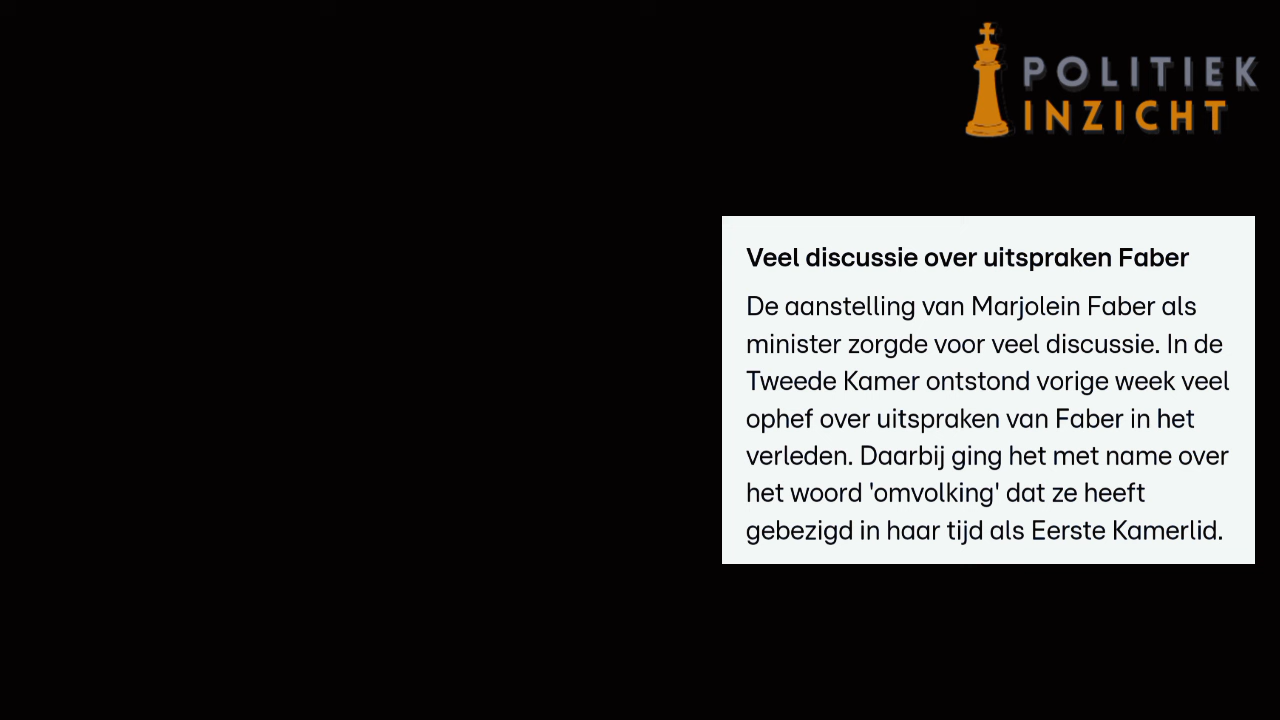 POLITIEK
INZICHT
Veel discussie over uitspraken Faber
De aanstelling van Marjolein Faber als
minister zorgde voor veel discussie. In de
Tweede Kamer ontstond vorige week veel
ophef over uitspraken van Faber in het
verleden. Daarbij ging het met name over
het woord 'omvolking' dat ze heeft
gebezigd in haar tijd als Eerste Kamerlid.